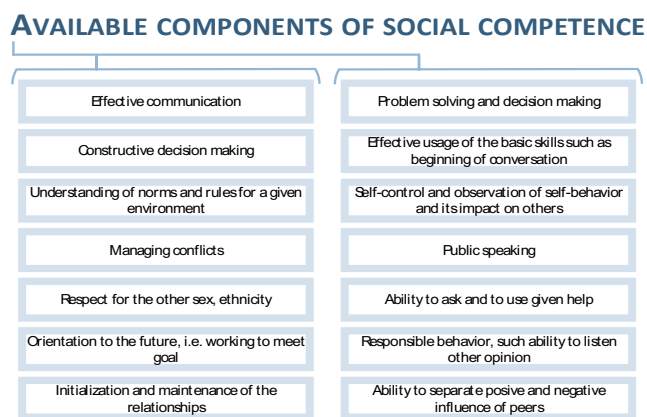 AVAILABLE COMPONENTS OF SOCIAL COMPETENCE
Effective communication
Constructive decision making
Understanding of norms and rules for a given
environment
Managing conflicts
Respect for the other sex, ethnicity
Orientation to the future, i.e. working to meet
goal
Initialization and maintenance of the
relationships
Problem solving and decision making
Effective usage of the basic skills such as
beginning of conversation
Self-control and observation of self-behavior
and its impact on others
Public speaking
Ability to ask and to use given help
Responsible behavior, such ability to listen
other opinion
Ability to separate posive and negative
influence of peers